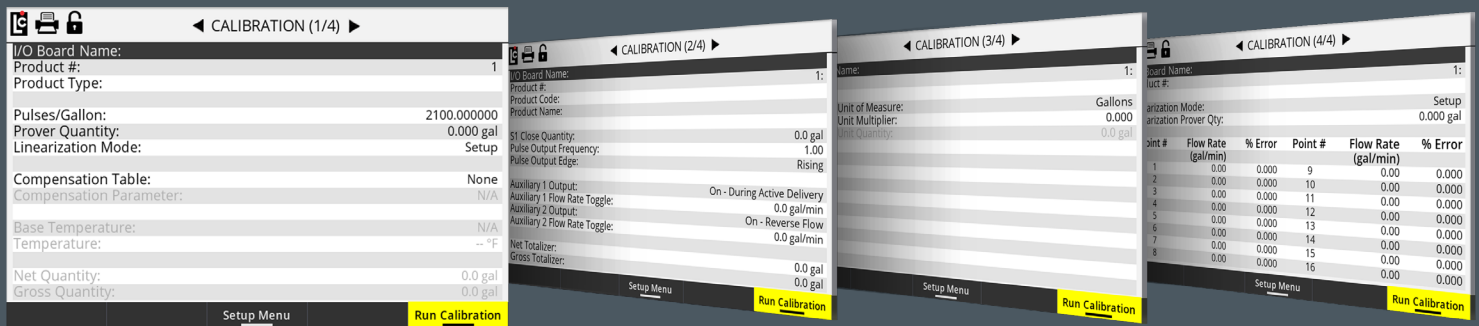 ◀ CALIBRATION (1/4) ▶
I/O Board Name:
Product #: 1
Product Type:
Pulses/Gallon: 2100.000000
Prover Quantity: 0.000 gal
Linearization Mode: Setup
Compensation Table: None
Compensation Parameter: N/A
Base Temperature: N/A
Temperature: -- °F
Net Quantity: 0.0 gal
Gross Quantity: 0.0 gal
Setup Menu Run Calibration
◀ CALIBRATION (2/4) ▶
I/O Board Name: 1:
Product #:
Product Code:
Product Name:
S1 Close Quantity: 0.0 gal
Pulse Output Frequency: 1.00
Pulse Output Edge: Rising
Auxiliary 1 Output: On - During Active Delivery
Auxiliary 1 Flow Rate Toggle: 0.0 gal/min
Auxiliary 2 Output: On - Reverse Flow
Auxiliary 2 Flow Rate Toggle: 0.0 gal/min
Net Totalizer: 0.0 gal
Gross Totalizer: 0.0 gal
Setup Menu Run Calibration
◀ CALIBRATION (3/4) ▶
Name: 1:
Unit of Measure: Gallons
Unit Multiplier: 0.000
Unit Quantity: 0.0 gal
Setup Menu Run Calibration
◀ CALIBRATION (4/4) ▶
oard Name: 1:
uct #:
arization Mode: Setup
arization Prover Qty: 0.000 gal
oint # Flow Rate % Error Point # Flow Rate % Error
(gal/min) (gal/min)
1 0.00 0.000 9 0.00 0.000
2 0.00 0.000 10 0.00 0.000
3 0.00 0.000 11 0.00 0.000
4 0.00 0.000 12 0.00 0.000
5 0.00 0.000 13 0.00 0.000
6 0.00 0.000 14 0.00 0.000
7 0.00 0.000 15 0.00 0.000
8 0.00 0.000 16 0.00 0.000
Setup Menu Run Calibration